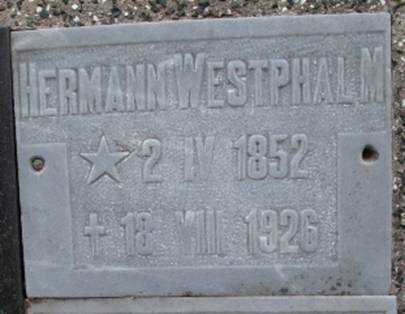 HERMANN WESTPHAL M
☆ 2 IV 1852
✝ 18 VIII 1926